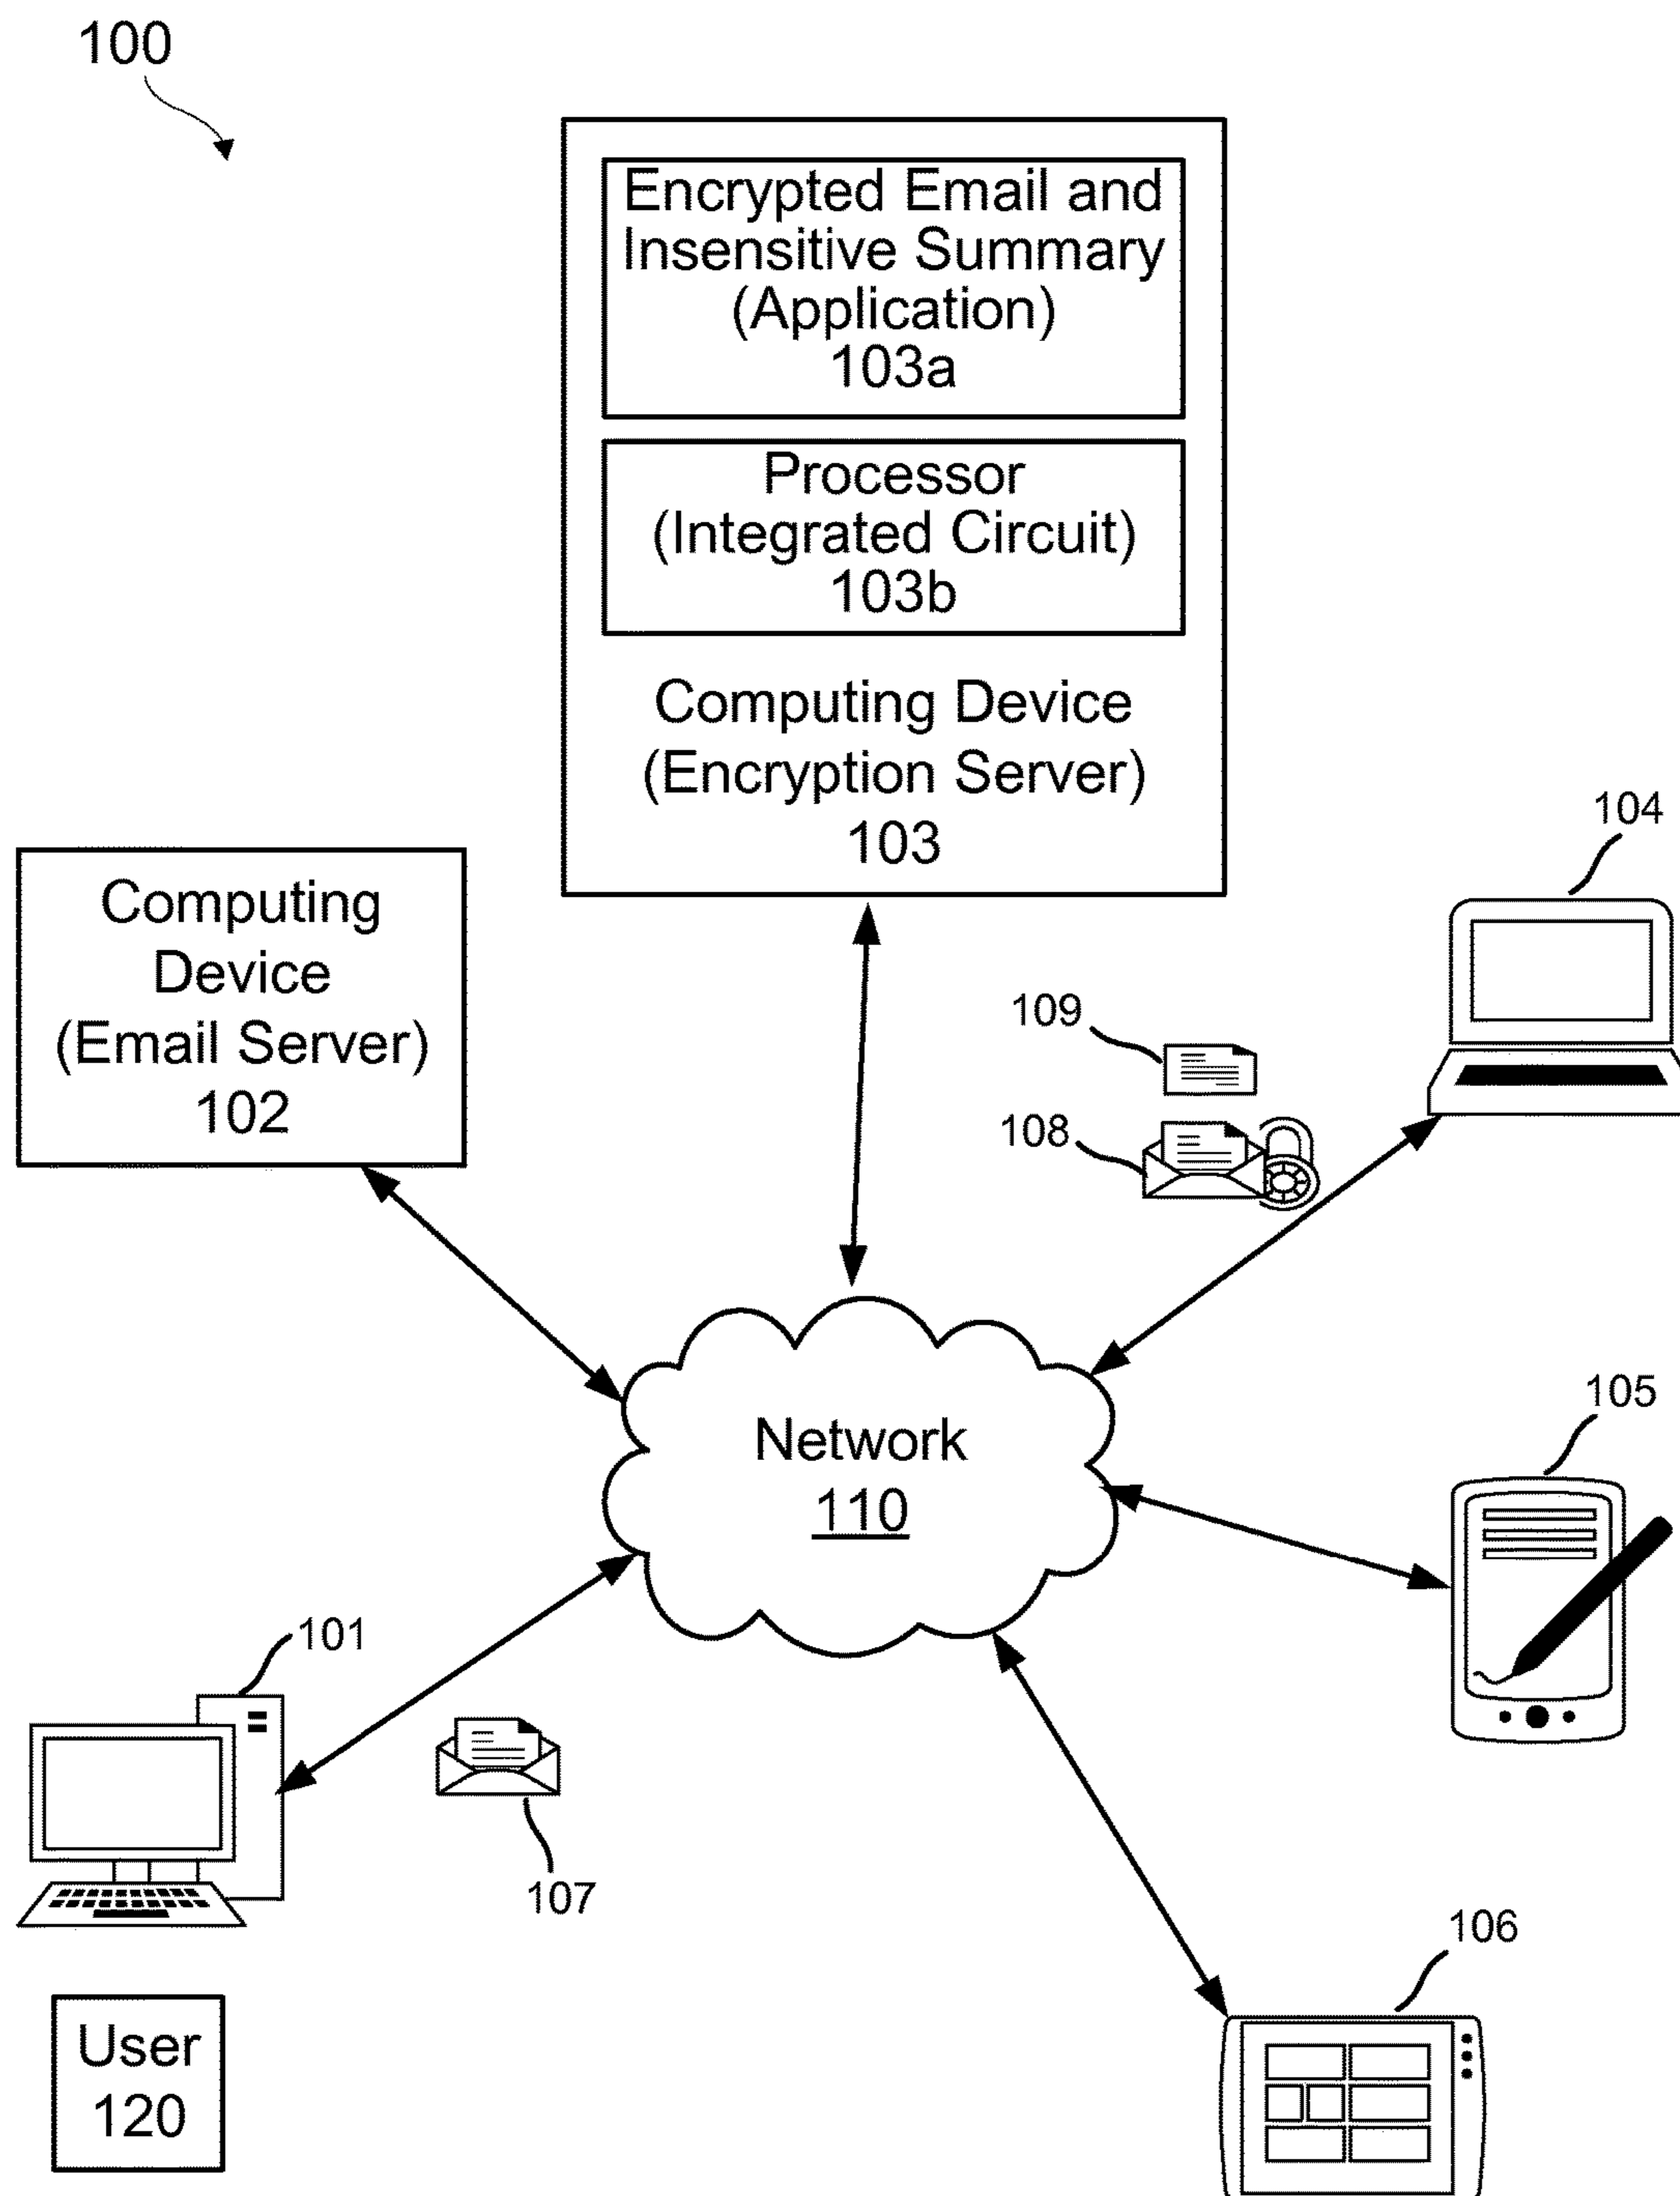 100
Encrypted Email and
Insensitive Summary
(Application)
103a
Processor
(Integrated Circuit)
103b
Computing Device
(Encryption Server)
103
104
Computing
Device
(Email Server)
102
109
108
Network
110
105
101
107
106
User
120